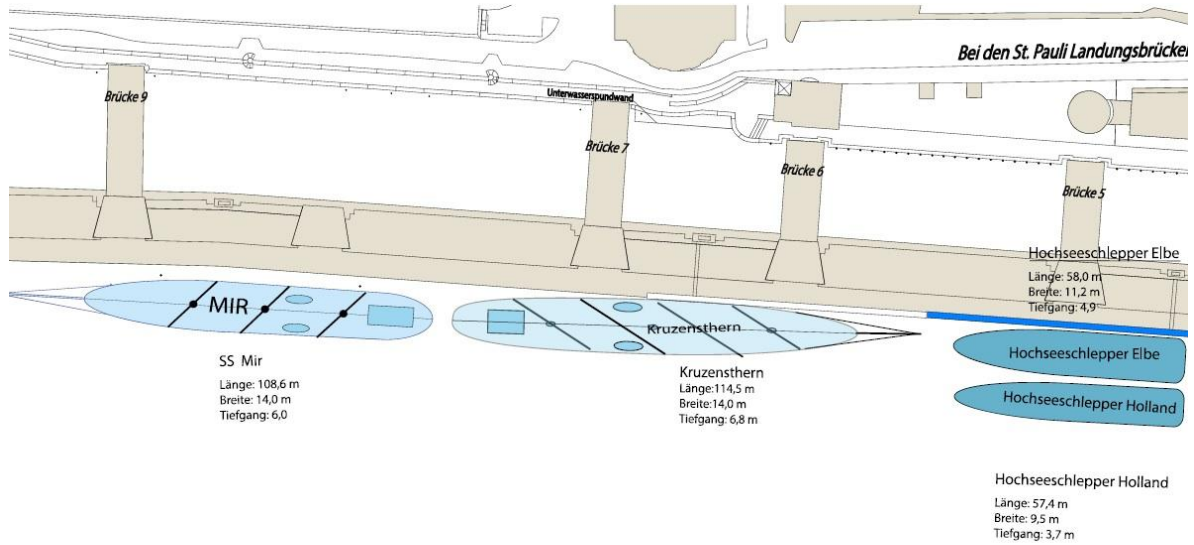 Bei den St. Pauli Landungsbrücken
Brücke 9
Unterwasserspundwand
Brücke 7
Brücke 6
Brücke 5
Hochseeschlepper Elbe
Länge: 58,0 m
Breite: 11,2 m
Tiefgang: 4,9
MIR
Kruzensthern
Hochseeschlepper Elbe
Hochseeschlepper Holland
SS Mir
Länge: 108,6 m
Breite: 14,0 m
Tiefgang: 6,0
Kruzensthern
Länge:114,5 m
Breite:14,0 m
Tiefgang: 6,8 m
Hochseeschlepper Holland
Länge: 57,4 m
Breite: 9,5 m
Tiefgang: 3,7 m